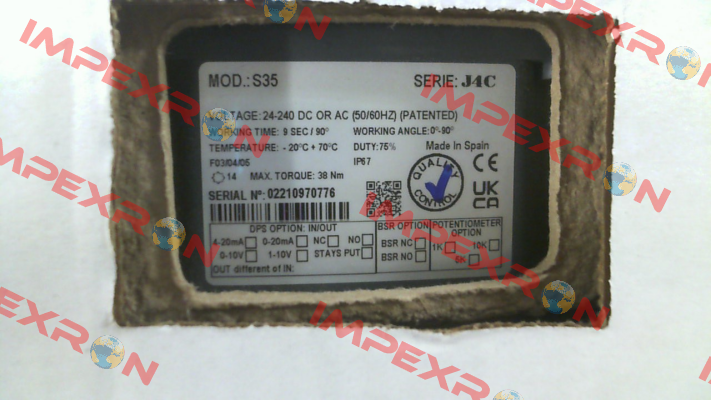 MOD.: S35 SERIE: J4C
VOLTAGE: 24-240 DC OR AC (50/60HZ) (PATENTED)
WORKING TIME: 9 SEC / 90° WORKING ANGLE: 0°-90°
TEMPERATURE: - 20°C + 70°C DUTY: 75% Made In Spain
F03/04/05 IP67
14 MAX. TORQUE: 38 Nm
SERIAL Nº: 02210970776
QUALITY CONTROL
CE
UK CA
DPS OPTION: IN/OUT BSR OPTION POTENTIOMETER OPTION
4-20mA 0-20mA NC NO BSR NC 1K 10K
0-10V 1-10V STAYS PUT BSR NO 5K
OUT different of IN:
IMPEXRON
IMPEXRON
IMPEXRON
IMPEXRON
IMPEXRON
IMPEXRON